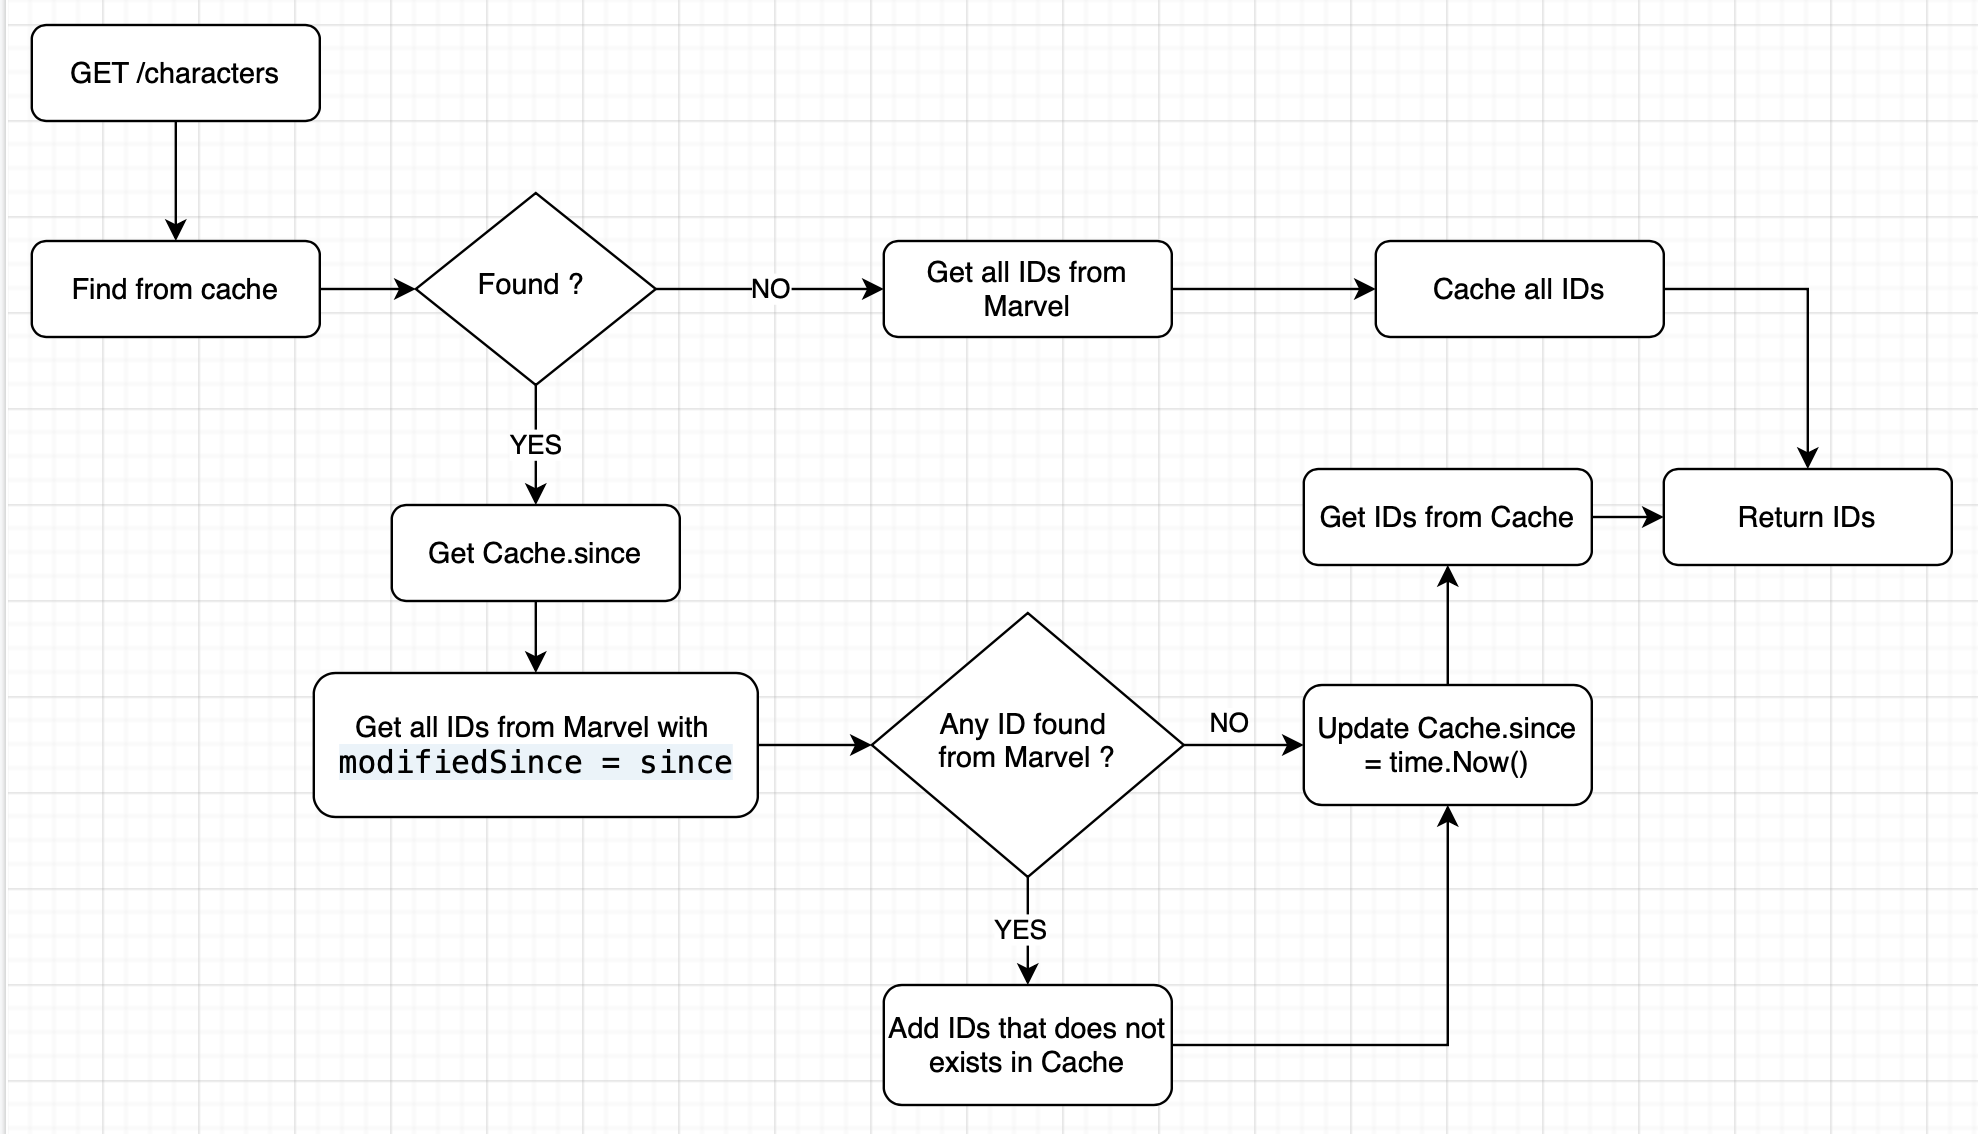 GET /characters
Find from cache
Found ?
NO
Get all IDs from
Marvel
Cache all IDs
YES
Get Cache.since
Get IDs from Cache
Return IDs
Get all IDs from Marvel with
modifiedSince = since
Any ID found
from Marvel ?
NO
Update Cache.since
= time.Now()
YES
Add IDs that does not
exists in Cache